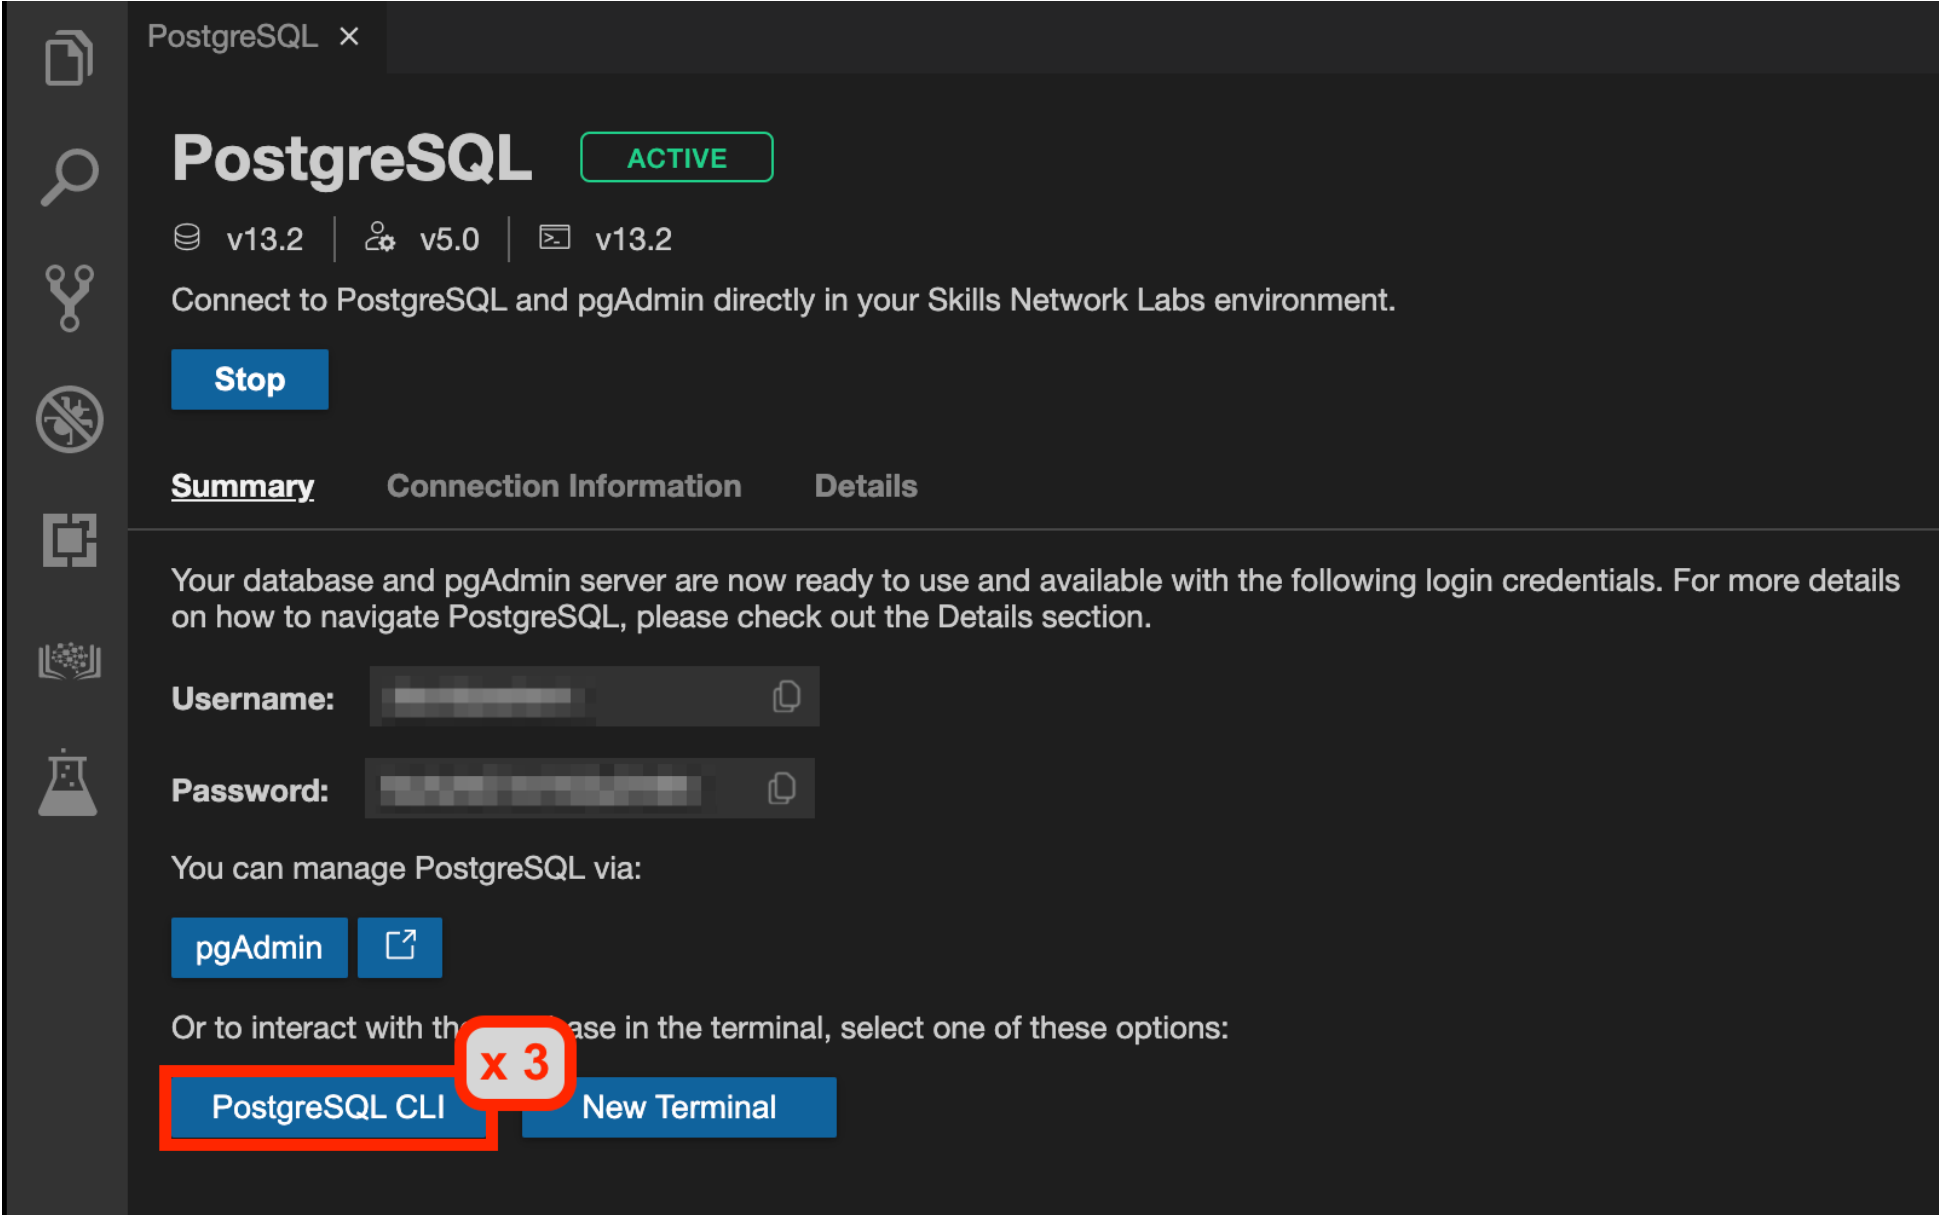 PostgreSQL ×
PostgreSQL ACTIVE
v13.2 v5.0 v13.2
Connect to PostgreSQL and pgAdmin directly in your Skills Network Labs environment.
Stop
Summary Connection Information Details
Your database and pgAdmin server are now ready to use and available with the following login credentials. For more details
on how to navigate PostgreSQL, please check out the Details section.
Username:
Password:
You can manage PostgreSQL via:
pgAdmin
Or to interact with in the terminal, select one of these options:
x 3
PostgreSQL CLI New Terminal